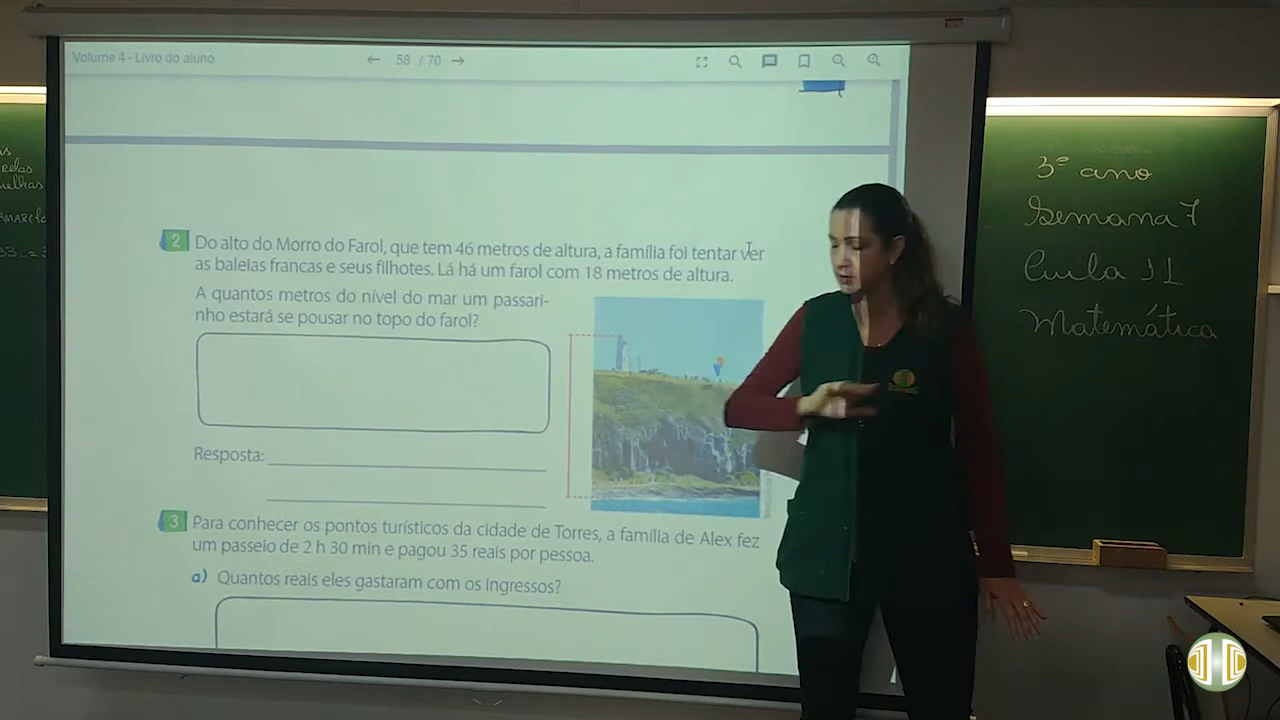 Volume 4 - Livro do aluno
← 58 / 70 →
2 Do alto do Morro do Farol, que tem 46 metros de altura, a família foi tentar ver
as baleias francas e seus filhotes. Lá há um farol com 18 metros de altura.
A quantos metros do nível do mar um passari-
nho estará se pousar no topo do farol?
Resposta:
3 Para conhecer os pontos turísticos da cidade de Torres, a família de Alex fez
um passeio de 2 h 30 min e pagou 35 reais por pessoa.
a) Quantos reais eles gastaram com os ingressos?
3º ano
Semana 7
Aula 11
Matemática